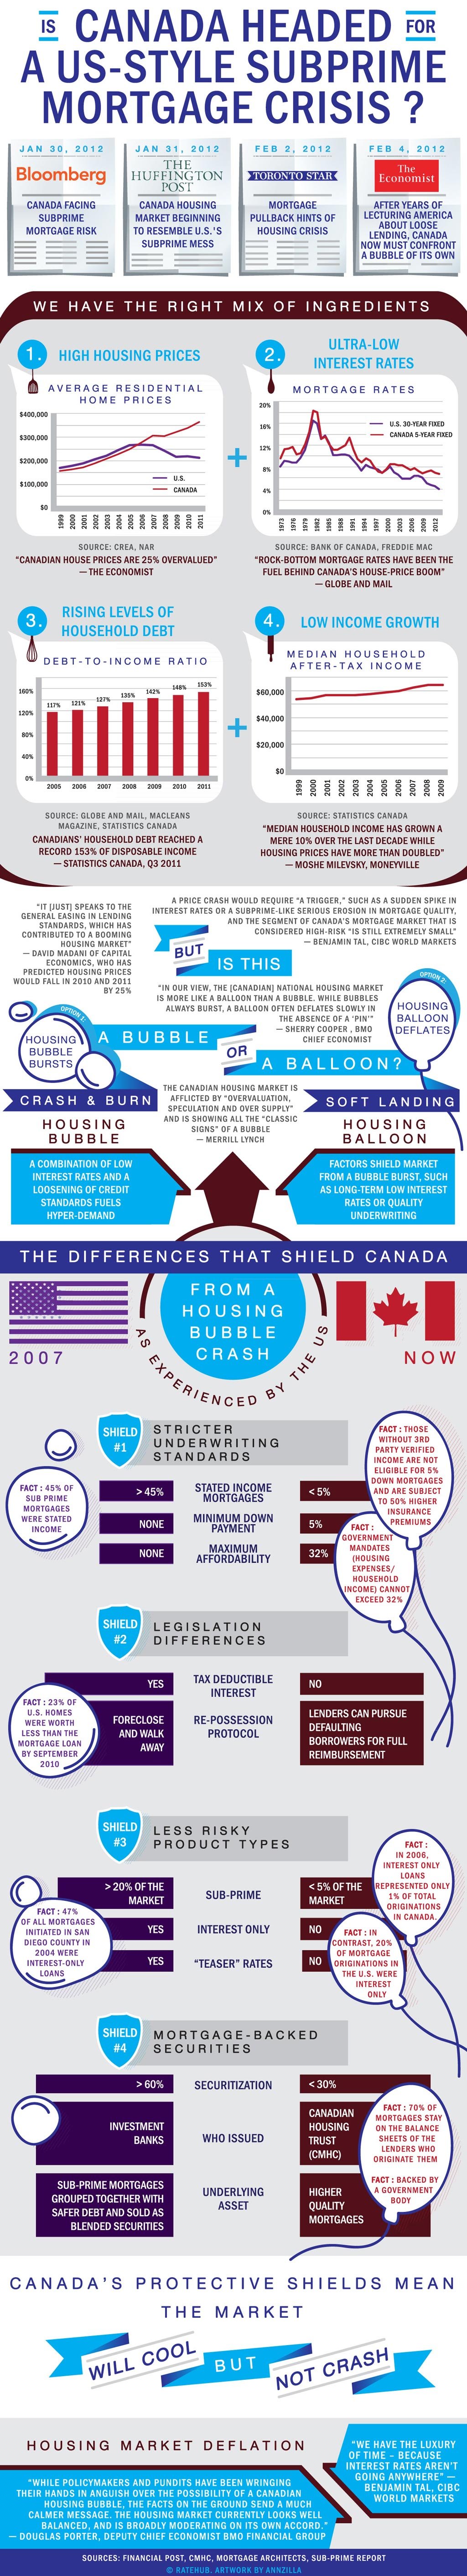 IS CANADA HEADED FOR
A US-STYLE SUBPRIME
MORTGAGE CRISIS ?
JAN 30, 2012
Bloomberg
CANADA FACING
SUBPRIME
MORTGAGE RISK
JAN 31, 2012
THE
HUFFINGTON
POST
CANADA HOUSING
MARKET BEGINNING
TO RESEMBLE U.S.'S
SUBPRIME MESS
FEB 2, 2012
TORONTO STAR
MORTGAGE
PULLBACK HINTS OF
HOUSING CRISIS
FEB 4, 2012
The
Economist
AFTER YEARS OF
LECTURING AMERICA
ABOUT LOOSE
LENDING, CANADA
NOW MUST CONFRONT
A BUBBLE OF ITS OWN
WE HAVE THE RIGHT MIX OF INGREDIENTS
1. HIGH HOUSING PRICES
AVERAGE RESIDENTIAL
HOME PRICES
$400,000
$300,000
$200,000
$100,000
$0
U.S.
CANADA
1999 2000 2001 2002 2003 2004 2005 2006 2007 2008 2009 2010 2011
SOURCE: CREA, NAR
"CANADIAN HOUSE PRICES ARE 25% OVERVALUED"
— THE ECONOMIST
+
2. ULTRA-LOW
INTEREST RATES
MORTGAGE RATES
20%
16%
12%
8%
4%
0%
U.S. 30-YEAR FIXED
CANADA 5-YEAR FIXED
1973 1976 1979 1982 1985 1988 1991 1994 1997 2000 2003 2006 2009 2012
SOURCE: BANK OF CANADA, FREDDIE MAC
"ROCK-BOTTOM MORTGAGE RATES HAVE BEEN THE
FUEL BEHIND CANADA'S HOUSE-PRICE BOOM"
— GLOBE AND MAIL
3. RISING LEVELS OF
HOUSEHOLD DEBT
DEBT-TO-INCOME RATIO
160%
120%
80%
40%
0%
117% 121% 127% 135% 142% 148% 153%
2005 2006 2007 2008 2009 2010 2011
SOURCE: GLOBE AND MAIL, MACLEANS
MAGAZINE, STATISTICS CANADA
CANADIANS' HOUSEHOLD DEBT REACHED A
RECORD 153% OF DISPOSABLE INCOME
— STATISTICS CANADA, Q3 2011
+
4. LOW INCOME GROWTH
MEDIAN HOUSEHOLD
AFTER-TAX INCOME
$60,000
$40,000
$20,000
$0
1999 2000 2001 2002 2003 2004 2005 2006 2007 2008 2009
SOURCE: STATISTICS CANADA
"MEDIAN HOUSEHOLD INCOME HAS GROWN A
MERE 10% OVER THE LAST DECADE WHILE
HOUSING PRICES HAVE MORE THAN DOUBLED"
— MOSHE MILEVSKY, MONEYVILLE
"IT [JUST] SPEAKS TO THE
GENERAL EASING IN LENDING
STANDARDS, WHICH HAS
CONTRIBUTED TO A BOOMING
HOUSING MARKET"
— DAVID MADANI OF CAPITAL
ECONOMICS, WHO HAS
PREDICTED HOUSING PRICES
WOULD FALL IN 2010 AND 2011
BY 25%
A PRICE CRASH WOULD REQUIRE "A TRIGGER," SUCH AS A SUDDEN SPIKE IN
INTEREST RATES OR A SUBPRIME-LIKE SERIOUS EROSION IN MORTGAGE QUALITY,
AND THE SEGMENT OF CANADA'S MORTGAGE MARKET THAT IS
CONSIDERED HIGH-RISK "IS STILL EXTREMELY SMALL"
— BENJAMIN TAL, CIBC WORLD MARKETS
BUT
IS THIS
"IN OUR VIEW, THE [CANADIAN] NATIONAL HOUSING MARKET
IS MORE LIKE A BALLOON THAN A BUBBLE. WHILE BUBBLES
ALWAYS BURST, A BALLOON OFTEN DEFLATES SLOWLY IN
THE ABSENCE OF A 'PIN'"
— SHERRY COOPER , BMO
CHIEF ECONOMIST
OPTION 1:
HOUSING
BUBBLE
BURSTS
A BUBBLE
OR
A BALLOON?
OPTION 2:
HOUSING
BALLOON
DEFLATES
CRASH & BURN
HOUSING
BUBBLE
THE CANADIAN HOUSING MARKET IS
AFFLICTED BY "OVERVALUATION,
SPECULATION AND OVER SUPPLY"
AND IS SHOWING ALL THE "CLASSIC
SIGNS" OF A BUBBLE
— MERRILL LYNCH
SOFT LANDING
HOUSING
BALLOON
A COMBINATION OF LOW
INTEREST RATES AND A
LOOSENING OF CREDIT
STANDARDS FUELS
HYPER-DEMAND
FACTORS SHIELD MARKET
FROM A BUBBLE BURST, SUCH
AS LONG-TERM LOW INTEREST
RATES OR QUALITY
UNDERWRITING
THE DIFFERENCES THAT SHIELD CANADA
FROM A
HOUSING
BUBBLE
CRASH
AS EXPERIENCED BY THE US
2007
NOW
SHIELD
#1
STRICTER
UNDERWRITING
STANDARDS
FACT : 45% OF
SUB PRIME
MORTGAGES
WERE STATED
INCOME
> 45% STATED INCOME
MORTGAGES < 5%
NONE MINIMUM DOWN
PAYMENT 5%
NONE MAXIMUM
AFFORDABILITY 32%
FACT : THOSE
WITHOUT 3RD
PARTY VERIFIED
INCOME ARE NOT
ELIGIBLE FOR 5%
DOWN MORTGAGES
AND ARE SUBJECT
TO 50% HIGHER
INSURANCE
PREMIUMS
FACT :
GOVERNMENT
MANDATES
(HOUSING
EXPENSES/
HOUSEHOLD
INCOME) CANNOT
EXCEED 32%
SHIELD
#2
LEGISLATION
DIFFERENCES
YES TAX DEDUCTIBLE
INTEREST NO
FORECLOSE
AND WALK
AWAY
RE-POSSESSION
PROTOCOL
LENDERS CAN PURSUE
DEFAULTING
BORROWERS FOR FULL
REIMBURSEMENT
FACT : 23% OF
U.S. HOMES
WERE WORTH
LESS THAN THE
MORTGAGE LOAN
BY SEPTEMBER
2010
SHIELD
#3
LESS RISKY
PRODUCT TYPES
> 20% OF THE
MARKET
SUB-PRIME
< 5% OF THE
MARKET
YES INTEREST ONLY NO
YES "TEASER" RATES NO
FACT : 47%
OF ALL MORTGAGES
INITIATED IN SAN
DIEGO COUNTY IN
2004 WERE
INTEREST-ONLY
LOANS
FACT :
IN 2006,
INTEREST ONLY
LOANS
REPRESENTED ONLY
1% OF TOTAL
ORIGINATIONS
IN CANADA.
FACT : IN
CONTRAST, 20%
OF MORTGAGE
ORIGINATIONS IN
THE U.S. WERE
INTEREST
ONLY
SHIELD
#4
MORTGAGE-BACKED
SECURITIES
> 60% SECURITIZATION < 30%
INVESTMENT
BANKS
WHO ISSUED
CANADIAN
HOUSING
TRUST
(CMHC)
SUB-PRIME MORTGAGES
GROUPED TOGETHER WITH
SAFER DEBT AND SOLD AS
BLENDED SECURITIES
UNDERLYING
ASSET
HIGHER
QUALITY
MORTGAGES
FACT : 70% OF
MORTGAGES STAY
ON THE BALANCE
SHEETS OF THE
LENDERS WHO
ORIGINATE THEM
FACT : BACKED BY
A GOVERNMENT
BODY
CANADA'S PROTECTIVE SHIELDS MEAN
THE MARKET
WILL COOL
BUT
NOT CRASH
HOUSING MARKET DEFLATION
"WHILE POLICYMAKERS AND PUNDITS HAVE BEEN WRINGING
THEIR HANDS IN ANGUISH OVER THE POSSIBILITY OF A CANADIAN
HOUSING BUBBLE, THE FACTS ON THE GROUND SEND A MUCH
CALMER MESSAGE. THE HOUSING MARKET CURRENTLY LOOKS WELL
BALANCED, AND IS BROADLY MODERATING ON ITS OWN ACCORD."
— DOUGLAS PORTER, DEPUTY CHIEF ECONOMIST BMO FINANCIAL GROUP
"WE HAVE THE LUXURY
OF TIME – BECAUSE
INTEREST RATES AREN'T
GOING ANYWHERE" —
BENJAMIN TAL, CIBC
WORLD MARKETS
SOURCES: FINANCIAL POST, CMHC, MORTGAGE ARCHITECTS, SUB-PRIME REPORT
© RATEHUB. ARTWORK BY ANNZILLA